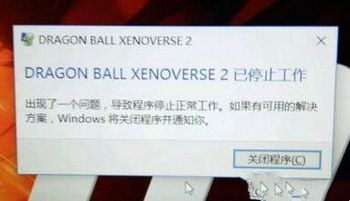 DRAGON BALL XENOVERSE 2
DRAGON BALL XENOVERSE 2 已停止工作
出现了一个问题，导致程序停止正常工作。如果有可用的解决
方案，Windows 将关闭程序并通知你。
关闭程序(C)